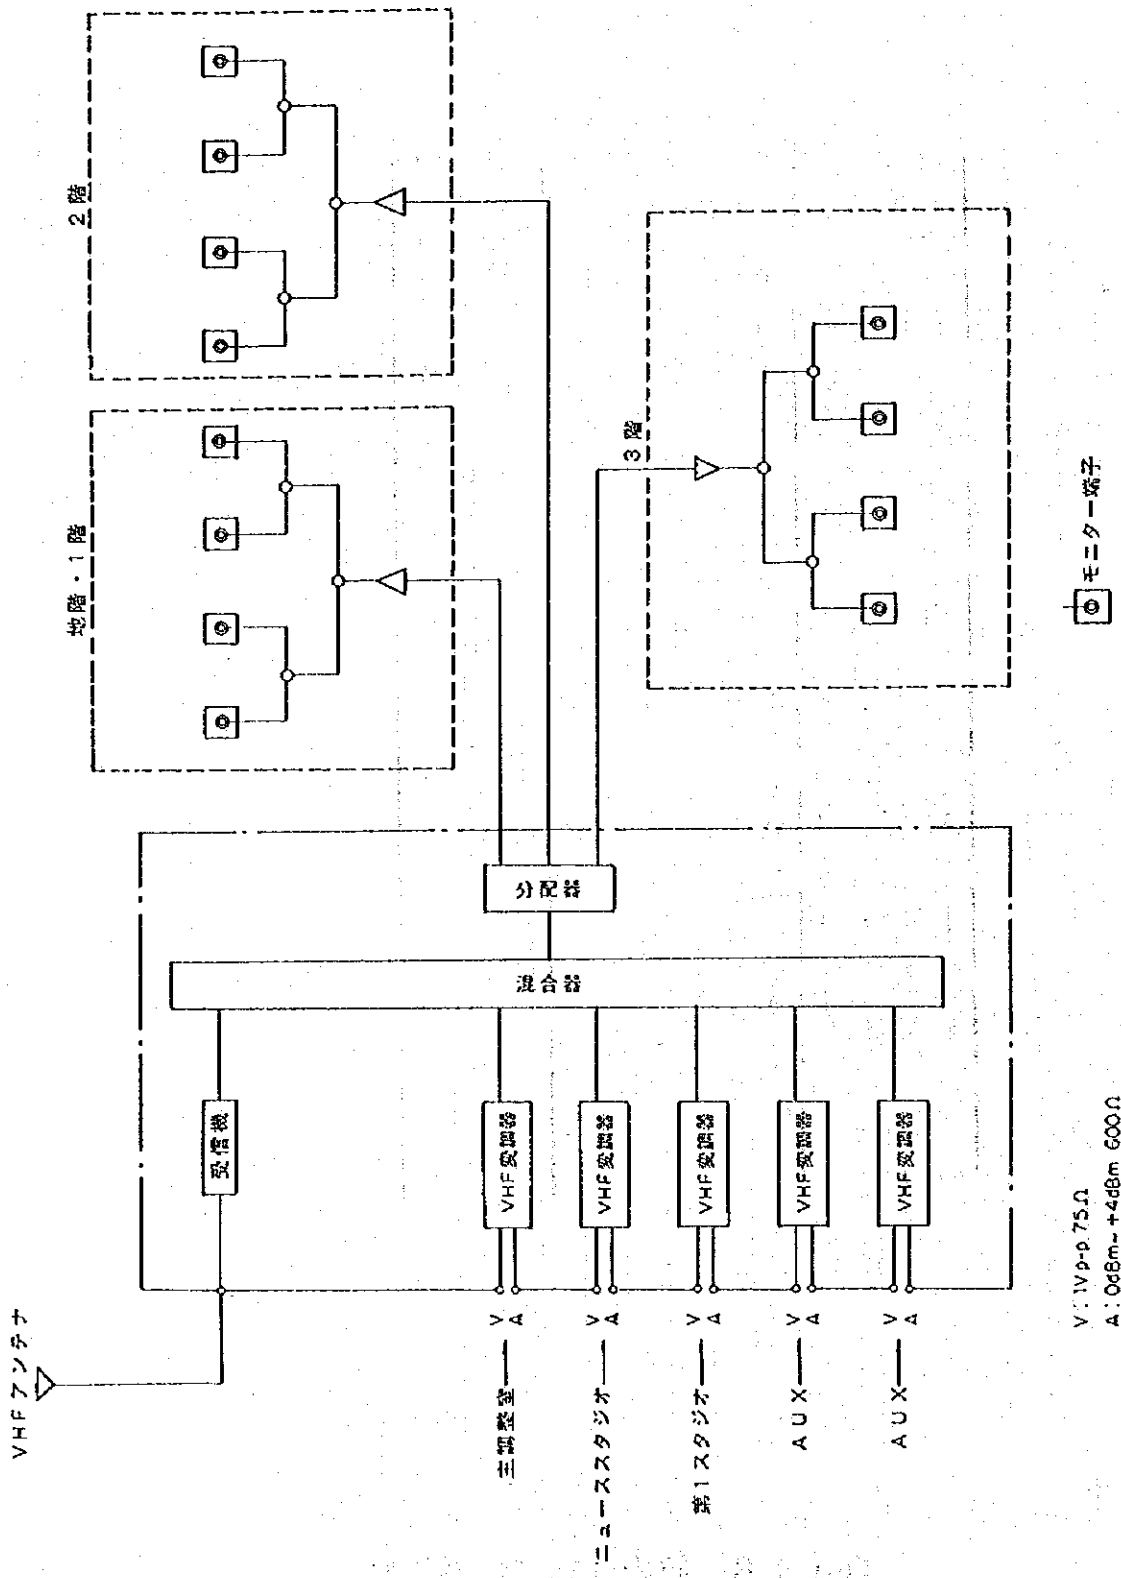 VHFアンテナ
受信機
主調整室
V
A
VHF変調器
ニューススタジオ
V
A
VHF変調器
第1スタジオ
V
A
VHF変調器
AUX
V
A
VHF変調器
AUX
V
A
VHF変調器
混合器
分配器
地階・1階
2階
3階
モニター端子
V:1Vp-p 75Ω
A:0dBm~+4dBm 600Ω